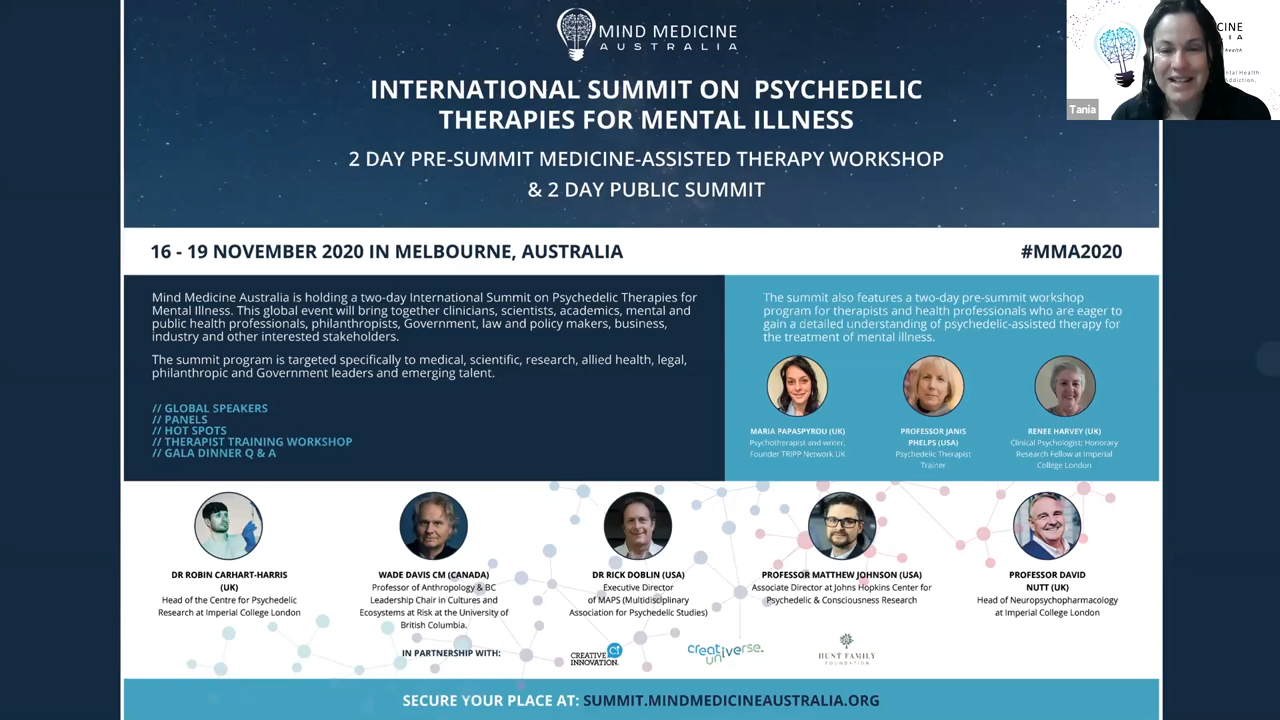 MIND MEDICINE
AUSTRALIA
INTERNATIONAL SUMMIT ON PSYCHEDELIC
THERAPIES FOR MENTAL ILLNESS
2 DAY PRE-SUMMIT MEDICINE-ASSISTED THERAPY WORKSHOP
& 2 DAY PUBLIC SUMMIT
Tania
16 - 19 NOVEMBER 2020 IN MELBOURNE, AUSTRALIA
#MMA2020
Mind Medicine Australia is holding a two-day International Summit on Psychedelic Therapies for
Mental Illness. This global event will bring together clinicians, scientists, academics, mental and
public health professionals, philanthropists, Government, law and policy makers, business,
industry and other interested stakeholders.
The summit program is targeted specifically to medical, scientific, research, allied health, legal,
philanthropic and Government leaders and emerging talent.
// GLOBAL SPEAKERS
// PANELS
// HOT SPOTS
// THERAPIST TRAINING WORKSHOP
// GALA DINNER Q & A
The summit also features a two-day pre-summit workshop
program for therapists and health professionals who are eager to
gain a detailed understanding of psychedelic-assisted therapy for
the treatment of mental illness.
MARIA PAPASPYROU (UK)
Psychotherapist and writer,
Founder TRIPP Network UK
PROFESSOR JANIS
PHELPS (USA)
Psychedelic Therapist
Trainer
RENEE HARVEY (UK)
Clinical Psychologist; Honorary
Research Fellow at Imperial
College London
DR ROBIN CARHART-HARRIS
(UK)
Head of the Centre for Psychedelic
Research at Imperial College London
WADE DAVIS CM (CANADA)
Professor of Anthropology & BC
Leadership Chair in Cultures and
Ecosystems at Risk at the University of
British Columbia.
DR RICK DOBLIN (USA)
Executive Director
of MAPS (Multidisciplinary
Association for Psychedelic Studies)
PROFESSOR MATTHEW JOHNSON (USA)
Associate Director at Johns Hopkins Center for
Psychedelic & Consciousness Research
PROFESSOR DAVID
NUTT (UK)
Head of Neuropsychopharmacology
at Imperial College London
IN PARTNERSHIP WITH:
CREATIVE
INNOVATION
Ci
creativerse.
un
HUNT FAMILY
FOUNDATION
SECURE YOUR PLACE AT: SUMMIT.MINDMEDICINEAUSTRALIA.ORG